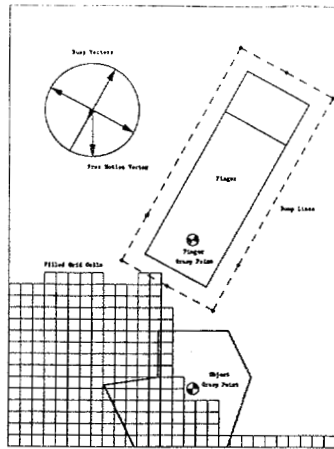 Bump Vectors
Free Motion Vector
Finger
Bump Lines
Finger
Grasp Point
Filled Grid Cells
Object
Grasp Point